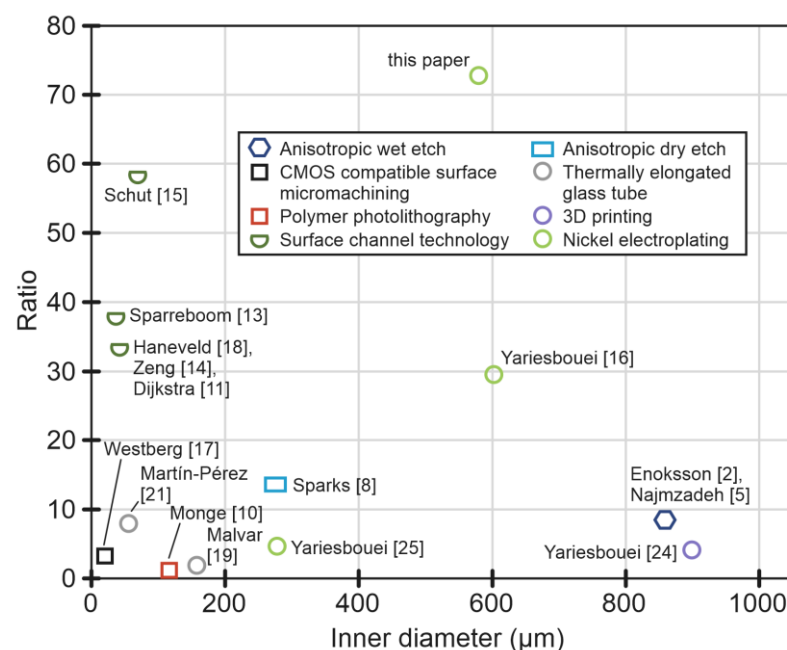 80
70
60
50
40
30
20
10
0
Ratio
this paper
Anisotropic wet etch
CMOS compatible surface
micromachining
Polymer photolithography
Surface channel technology
Anisotropic dry etch
Thermally elongated
glass tube
3D printing
Nickel electroplating
Schut [15]
Sparreboom [13]
Haneveld [18],
Zeng [14],
Dijkstra [11]
Yariesbouei [16]
Westberg [17]
Martín-Pérez
[21]
Monge [10]
Malvar
[19]
Sparks [8]
Yariesbouei [25]
Enoksson [2],
Najmzadeh [5]
Yariesbouei [24]
0 200 400 600 800 1000
Inner diameter (μm)